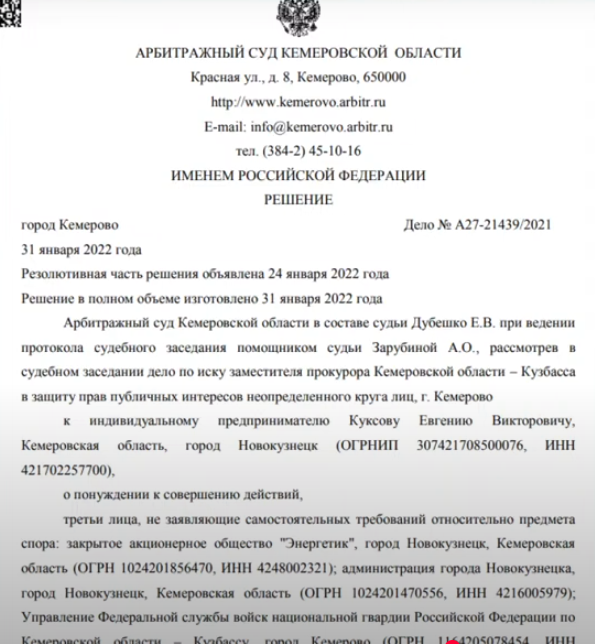 АРБИТРАЖНЫЙ СУД КЕМЕРОВСКОЙ ОБЛАСТИ
Красная ул., д. 8, Кемерово, 650000
http://www.kemerovo.arbitr.ru
E-mail: info@kemerovo.arbitr.ru
тел. (384-2) 45-10-16
ИМЕНЕМ РОССИЙСКОЙ ФЕДЕРАЦИИ
РЕШЕНИЕ
город Кемерово Дело № А27-21439/2021
31 января 2022 года
Резолютивная часть решения объявлена 24 января 2022 года
Решение в полном объеме изготовлено 31 января 2022 года
Арбитражный суд Кемеровской области в составе судьи Дубешко Е.В. при ведении
протокола судебного заседания помощником судьи Зарубиной А.О., рассмотрев в
судебном заседании дело по иску заместителя прокурора Кемеровской области – Кузбасса
в защиту прав публичных интересов неопределенного круга лиц, г. Кемерово
к индивидуальному предпринимателю Куксову Евгению Викторовичу,
Кемеровская область, город Новокузнецк (ОГРНИП 307421708500076, ИНН
421702257700),
о понуждении к совершению действий,
третьи лица, не заявляющие самостоятельных требований относительно предмета
спора: закрытое акционерное общество "Энергетик", город Новокузнецк, Кемеровская
область (ОГРН 1024201856470, ИНН 4248002321); администрация города Новокузнецка,
город Новокузнецк, Кемеровская область (ОГРН 1024201470556, ИНН 4216005979);
Управление Федеральной службы войск национальной гвардии Российской Федерации по
Кемеровской области – Кузбассу, город Кемерово (ОГРН ИНН